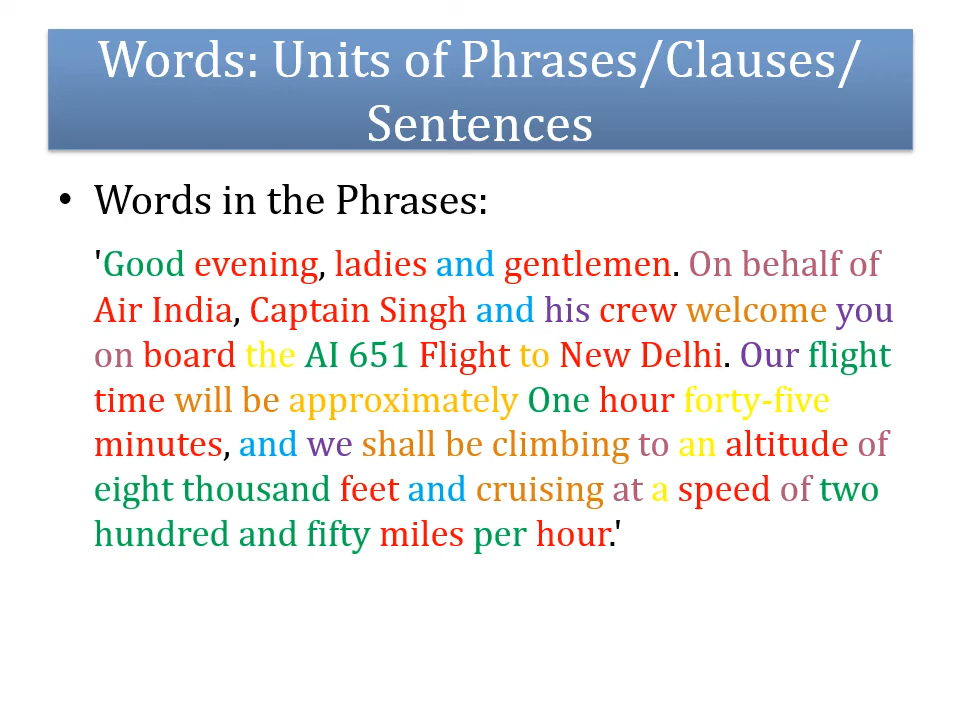 Words: Units of Phrases/Clauses/
Sentences
• Words in the Phrases:
'Good evening, ladies and gentlemen. On behalf of
Air India, Captain Singh and his crew welcome you
on board the AI 651 Flight to New Delhi. Our flight
time will be approximately One hour forty-five
minutes, and we shall be climbing to an altitude of
eight thousand feet and cruising at a speed of two
hundred and fifty miles per hour.'